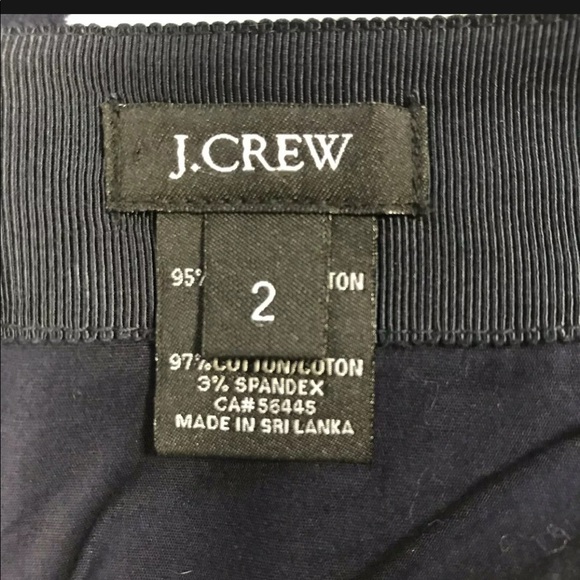 J.CREW
95%
2
TON
97% COTTON/COTON
3% SPANDEX
CA#56445
MADE IN SRI LANKA